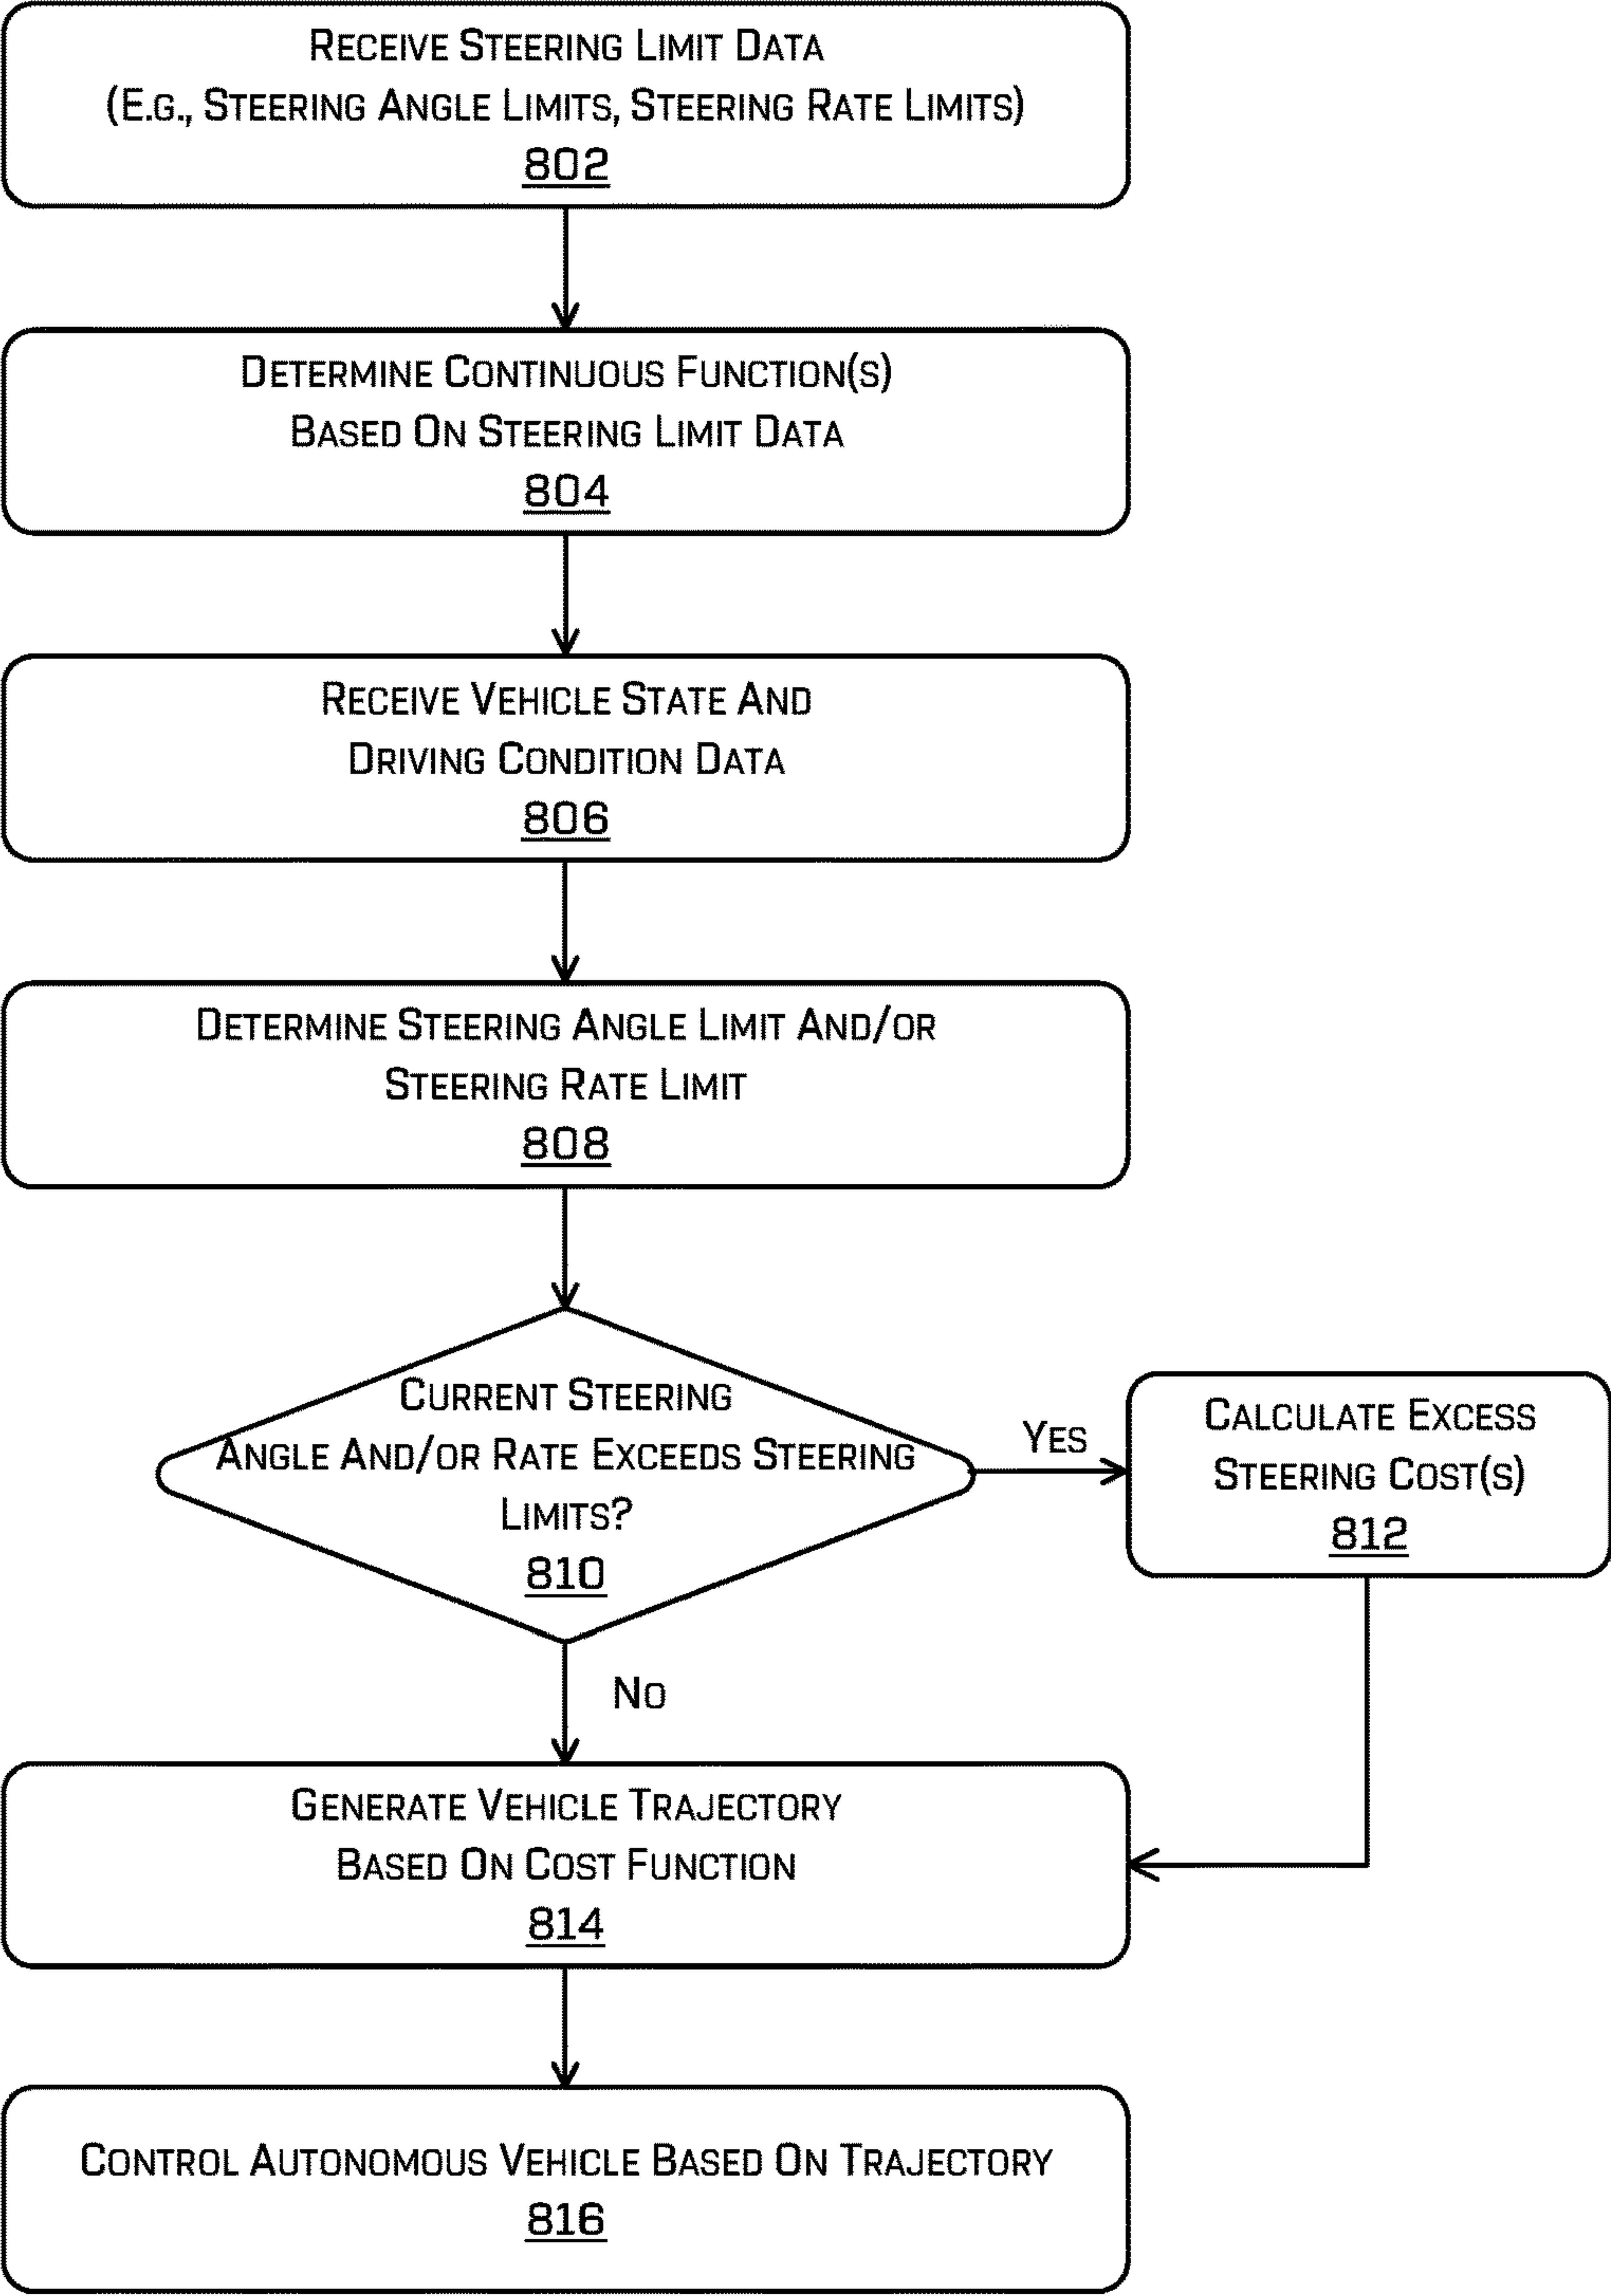 RECEIVE STEERING LIMIT DATA
(E.G., STEERING ANGLE LIMITS, STEERING RATE LIMITS)
802
DETERMINE CONTINUOUS FUNCTION(S)
BASED ON STEERING LIMIT DATA
804
RECEIVE VEHICLE STATE AND
DRIVING CONDITION DATA
806
DETERMINE STEERING ANGLE LIMIT AND/OR
STEERING RATE LIMIT
808
CURRENT STEERING
ANGLE AND/OR RATE EXCEEDS STEERING
LIMITS?
810
YES
CALCULATE EXCESS
STEERING COST(S)
812
NO
GENERATE VEHICLE TRAJECTORY
BASED ON COST FUNCTION
814
CONTROL AUTONOMOUS VEHICLE BASED ON TRAJECTORY
816